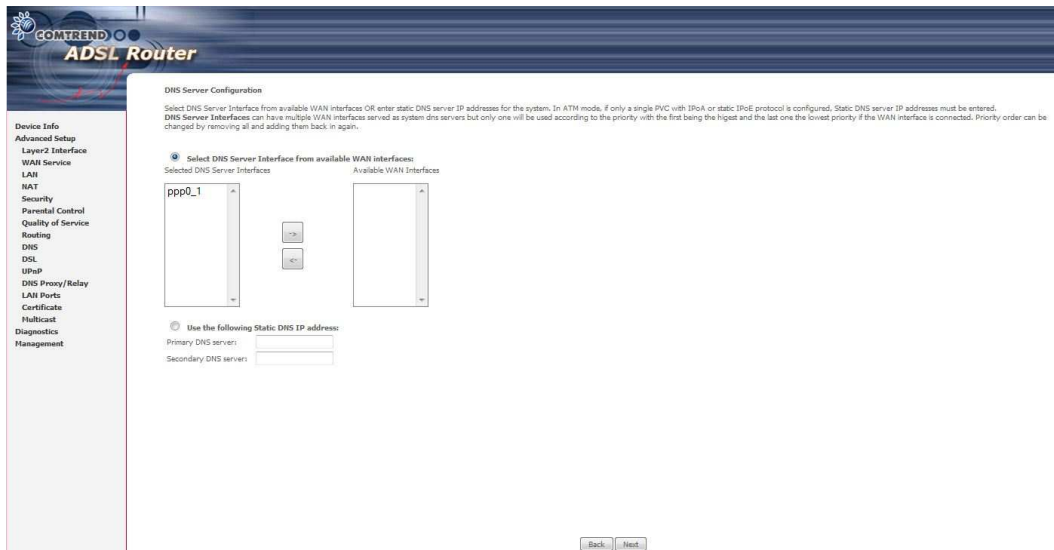 COMTREND
ADSL Router
Device Info
Advanced Setup
Layer2 Interface
WAN Service
LAN
NAT
Security
Parental Control
Quality of Service
Routing
DNS
DSL
UPnP
DNS Proxy/Relay
LAN Ports
Certificate
Multicast
Diagnostics
Management
DNS Server Configuration
Select DNS Server Interface from available WAN interfaces OR enter static DNS server IP addresses for the system. In ATM mode, if only a single PVC with IPoA or static IPoE protocol is configured, Static DNS server IP addresses must be entered.
DNS Server Interfaces can have multiple WAN interfaces served as system dns servers but only one will be used according to the priority with the first being the higest and the last one the lowest priority if the WAN interface is connected. Priority order can be
changed by removing all and adding them back in again.
Select DNS Server Interface from available WAN interfaces:
Selected DNS Server Interfaces Available WAN Interfaces
ppp0_1
->
<-
Use the following Static DNS IP address:
Primary DNS server:
Secondary DNS server:
Back Next